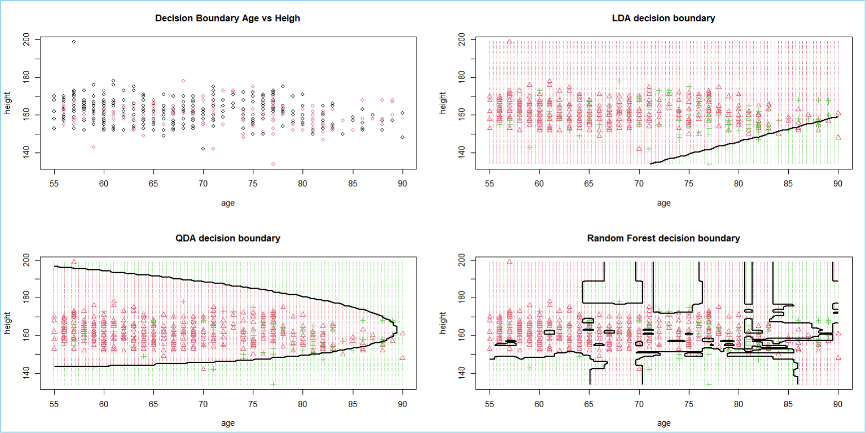 Decision Boundary Age vs Heigh
height
200
180
160
140
55 60 65 70 75 80 85 90
age
LDA decision boundary
height
200
180
160
140
55 60 65 70 75 80 85 90
age
QDA decision boundary
height
200
180
160
140
55 60 65 70 75 80 85 90
age
Random Forest decision boundary
height
200
180
160
140
55 60 65 70 75 80 85 90
age